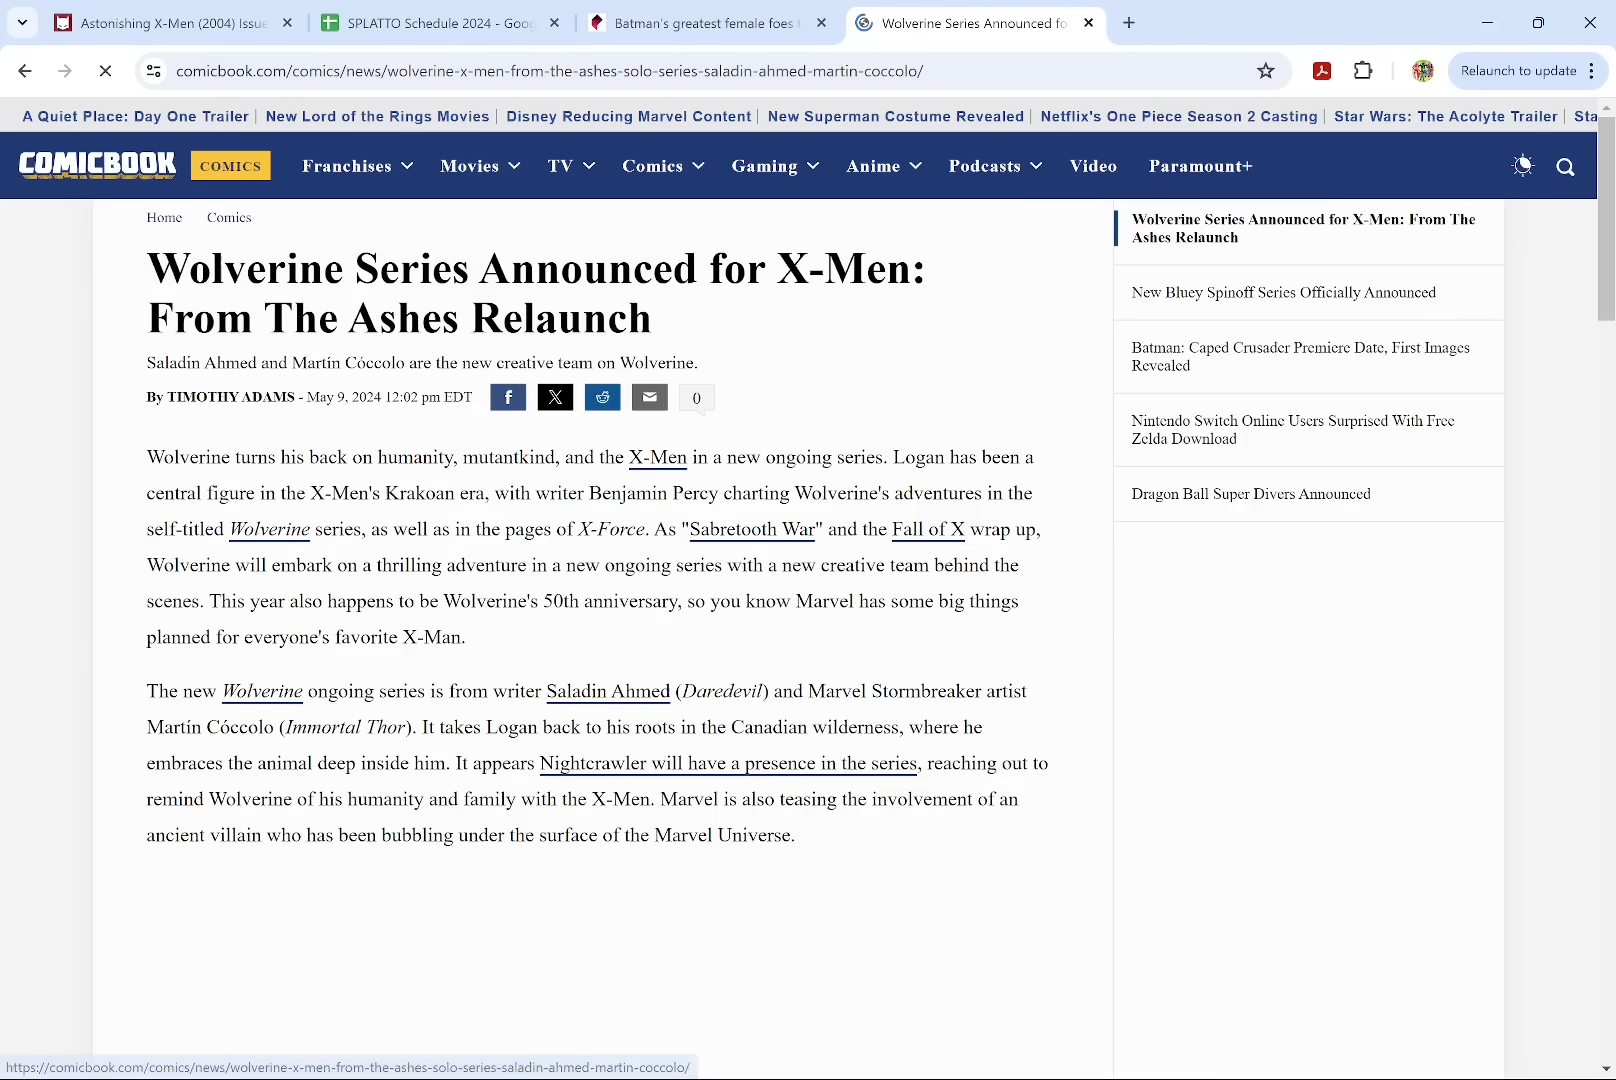 Astonishing X-Men (2004) Issue
SPLATTO Schedule 2024 - Goog
Batman's greatest female foes t
Wolverine Series Announced fo
comicbook.com/comics/news/wolverine-x-men-from-the-ashes-solo-series-saladin-ahmed-martin-coccolo/
Relaunch to update
A Quiet Place: Day One Trailer
New Lord of the Rings Movies
Disney Reducing Marvel Content
New Superman Costume Revealed
Netflix's One Piece Season 2 Casting
Star Wars: The Acolyte Trailer
Sta
COMICBOOK
COMICS
Franchises
Movies
TV
Comics
Gaming
Anime
Podcasts
Video
Paramount+
Home
Comics
Wolverine Series Announced for X-Men:
From The Ashes Relaunch
Saladin Ahmed and Martín Cóccolo are the new creative team on Wolverine.
By TIMOTHY ADAMS - May 9, 2024 12:02 pm EDT
f
X
0
Wolverine turns his back on humanity, mutantkind, and the X-Men in a new ongoing series. Logan has been a
central figure in the X-Men's Krakoan era, with writer Benjamin Percy charting Wolverine's adventures in the
self-titled Wolverine series, as well as in the pages of X-Force. As "Sabretooth War" and the Fall of X wrap up,
Wolverine will embark on a thrilling adventure in a new ongoing series with a new creative team behind the
scenes. This year also happens to be Wolverine's 50th anniversary, so you know Marvel has some big things
planned for everyone's favorite X-Man.
The new Wolverine ongoing series is from writer Saladin Ahmed (Daredevil) and Marvel Stormbreaker artist
Martín Cóccolo (Immortal Thor). It takes Logan back to his roots in the Canadian wilderness, where he
embraces the animal deep inside him. It appears Nightcrawler will have a presence in the series, reaching out to
remind Wolverine of his humanity and family with the X-Men. Marvel is also teasing the involvement of an
ancient villain who has been bubbling under the surface of the Marvel Universe.
Wolverine Series Announced for X-Men: From The
Ashes Relaunch
New Bluey Spinoff Series Officially Announced
Batman: Caped Crusader Premiere Date, First Images
Revealed
Nintendo Switch Online Users Surprised With Free
Zelda Download
Dragon Ball Super Divers Announced
https://comicbook.com/comics/news/wolverine-x-men-from-the-ashes-solo-series-saladin-ahmed-martin-coccolo/